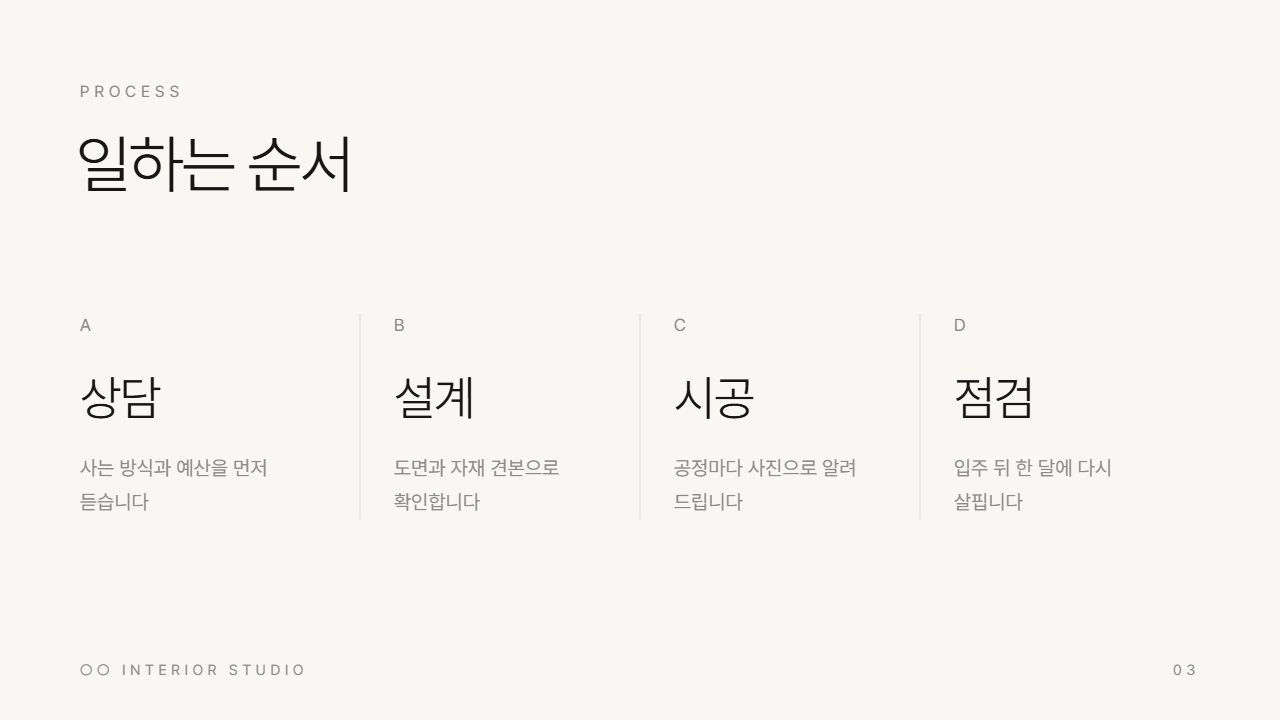 PROCESS
일하는 순서
A
상담
사는 방식과 예산을 먼저
듣습니다
B
설계
도면과 자재 견본으로
확인합니다
C
시공
공정마다 사진으로 알려
드립니다
D
점검
입주 뒤 한 달에 다시
살핍니다
○○ INTERIOR STUDIO
03